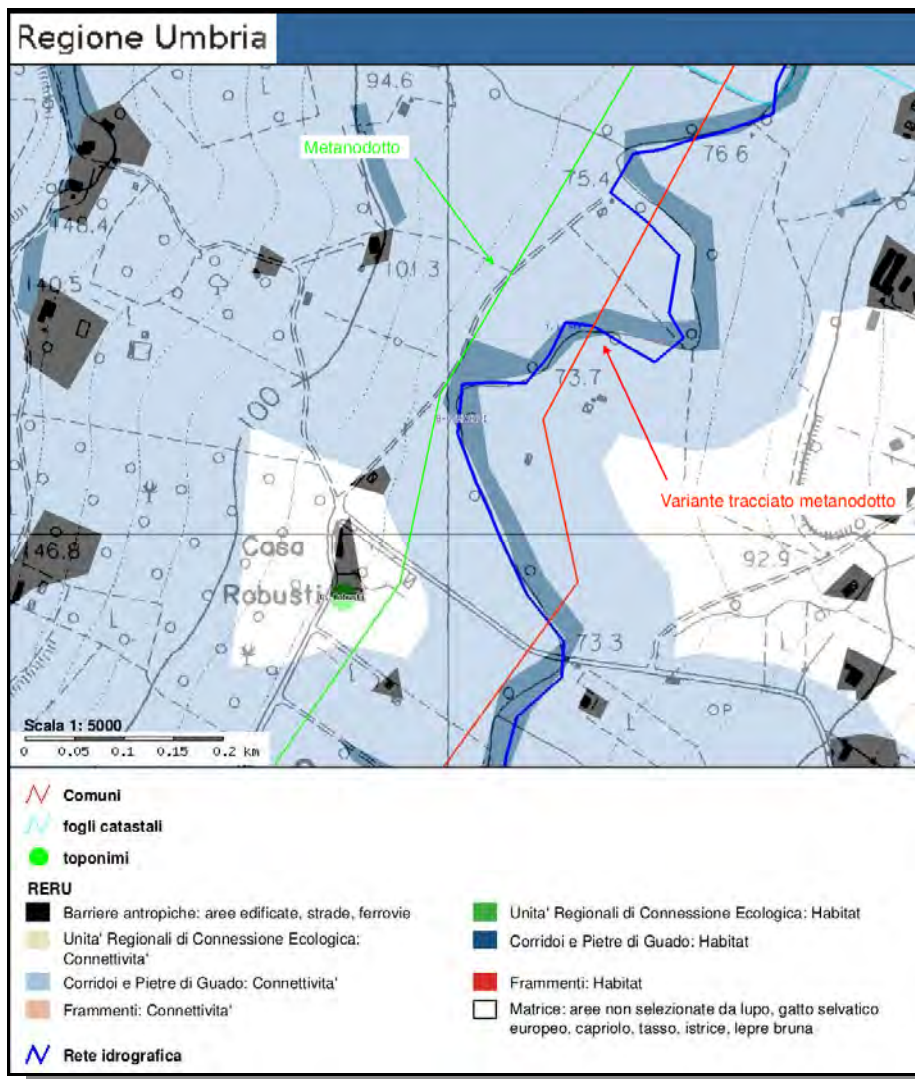 Regione Umbria
94.6
Metanodotto
76.6
75.4
148.4
101.3
140.5
L
L
73.7
100
Variante tracciato metanodotto
146.8
Casa
Robusti
92.9
73.3
L
L
L
L
OP
Scala 1: 5000
0 0.05 0.1 0.15 0.2 km
Comuni
fogli catastali
toponimi
RERU
Barriere antropiche: aree edificate, strade, ferrovie
Unita' Regionali di Connessione Ecologica:
Connettivita'
Corridoi e Pietre di Guado: Connettivita'
Frammenti: Connettivita'
Rete idrografica
Unita' Regionali di Connessione Ecologica: Habitat
Corridoi e Pietre di Guado: Habitat
Frammenti: Habitat
Matrice: aree non selezionate da lupo, gatto selvatico
europeo, capriolo, tasso, istrice, lepre bruna